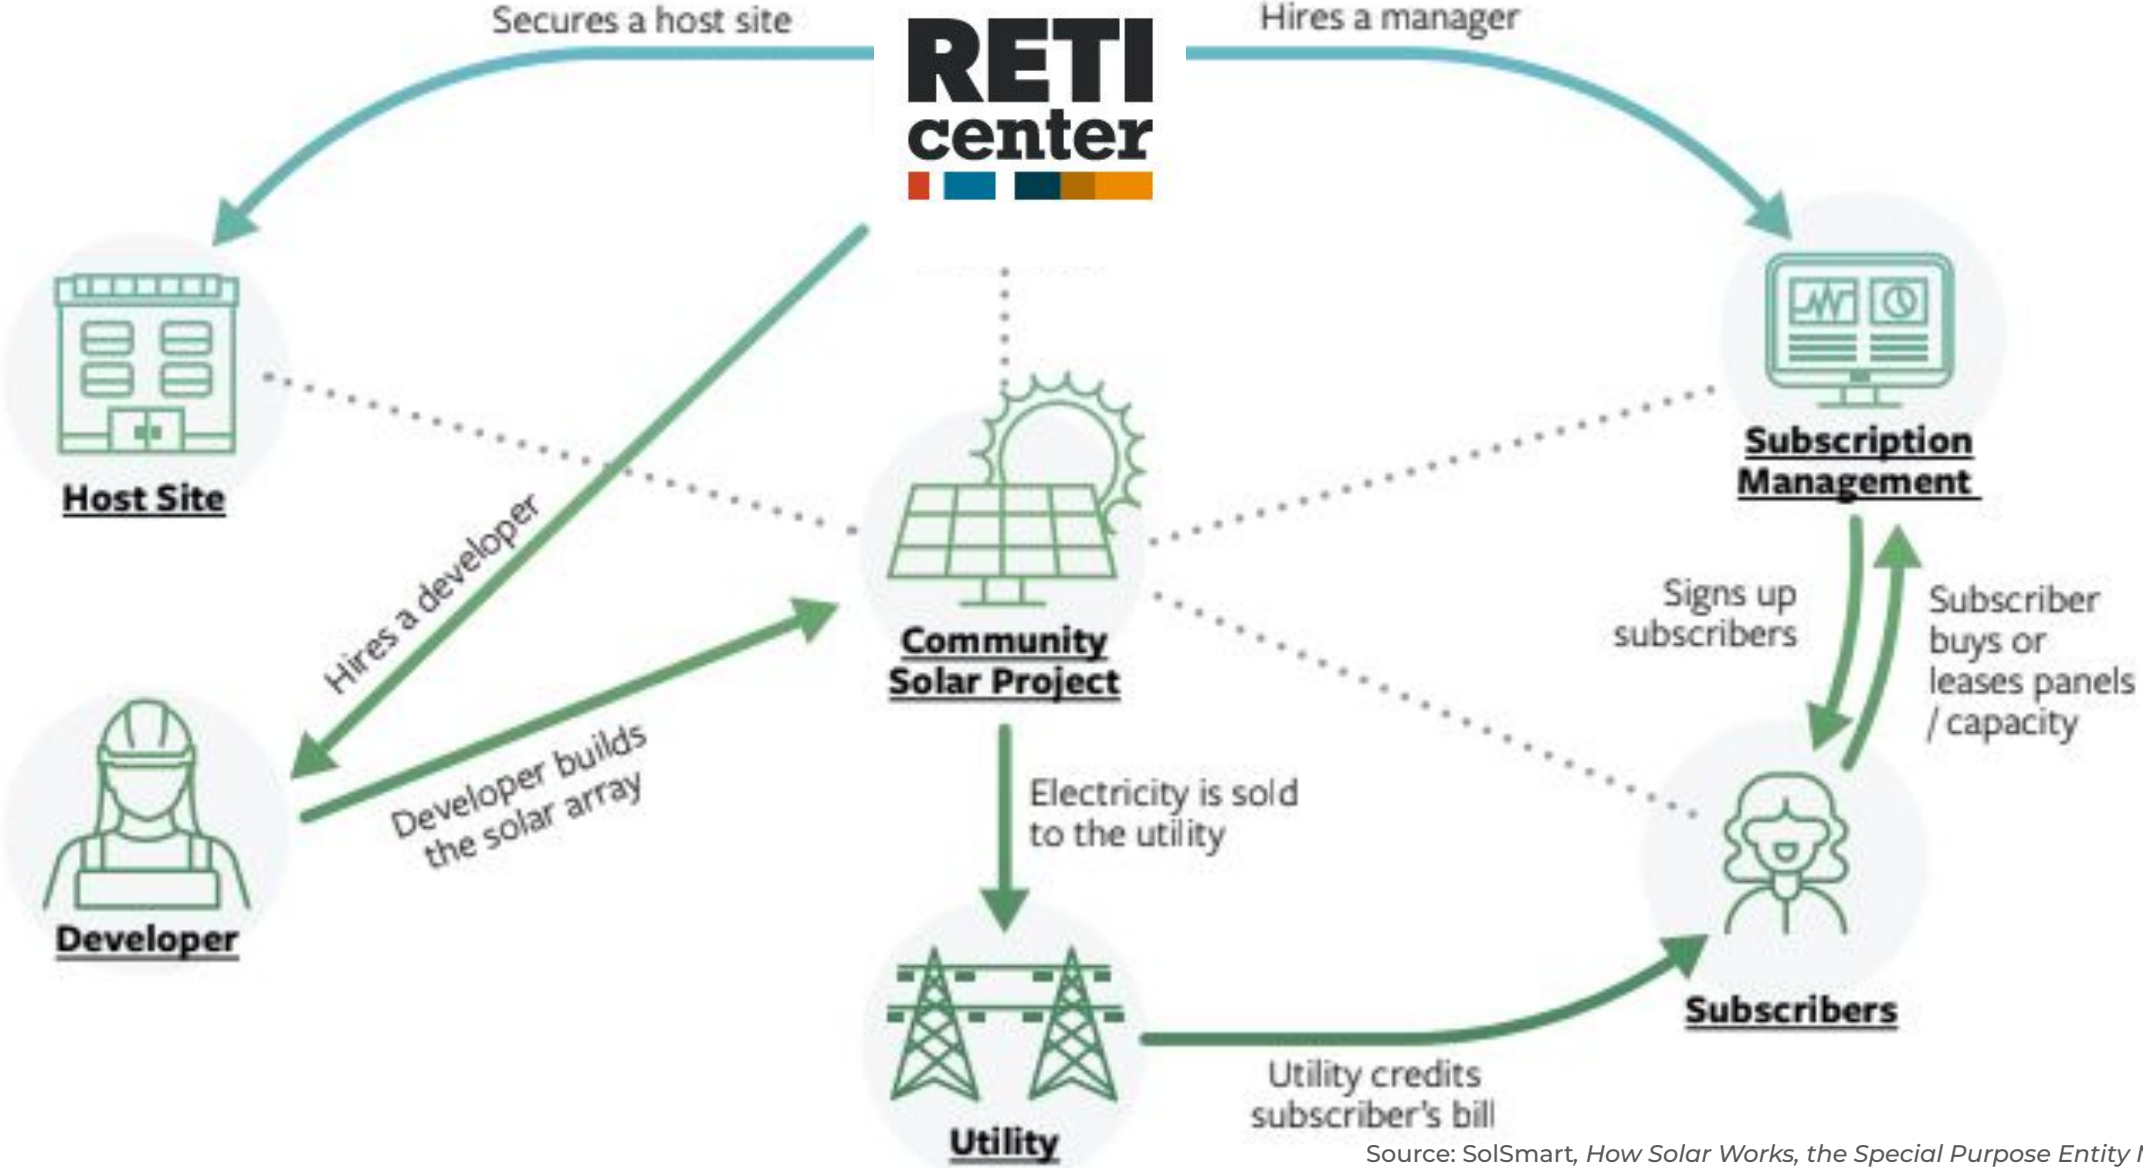 Secures a host site
RETI
center
Hires a manager
Host Site
Subscription
Management
Hires a developer
Community
Solar Project
Signs up
subscribers
Subscriber
buys or
leases panels
/ capacity
Developer builds
the solar array
Electricity is sold
to the utility
Developer
Subscribers
Utility credits
subscriber's bill
Utility
Source: SolSmart, How Solar Works, the Special Purpose Entity